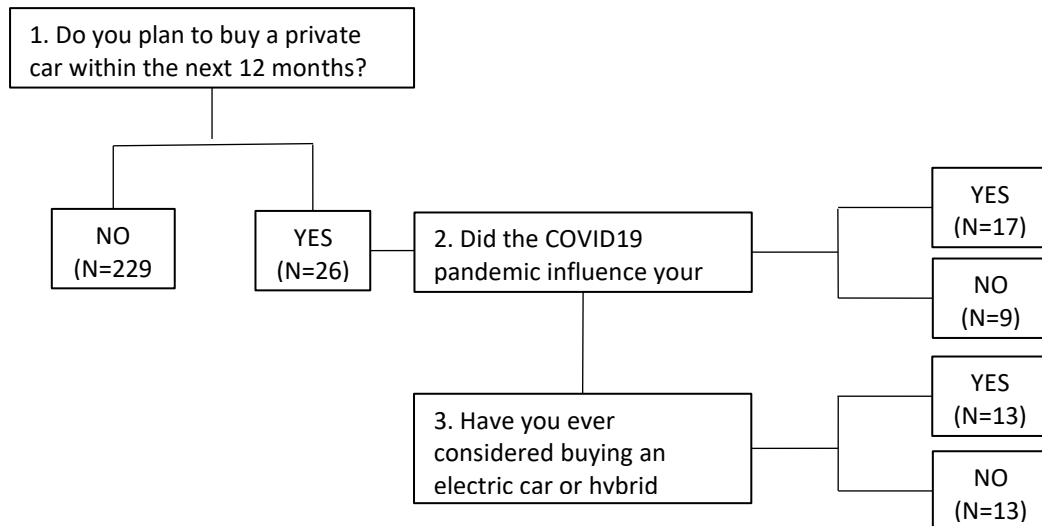 1. Do you plan to buy a private
car within the next 12 months?
NO
(N=229
YES
(N=26)
2. Did the COVID19
pandemic influence your
YES
(N=17)
NO
(N=9)
3. Have you ever
considered buying an
electric car or hybrid
YES
(N=13)
NO
(N=13)